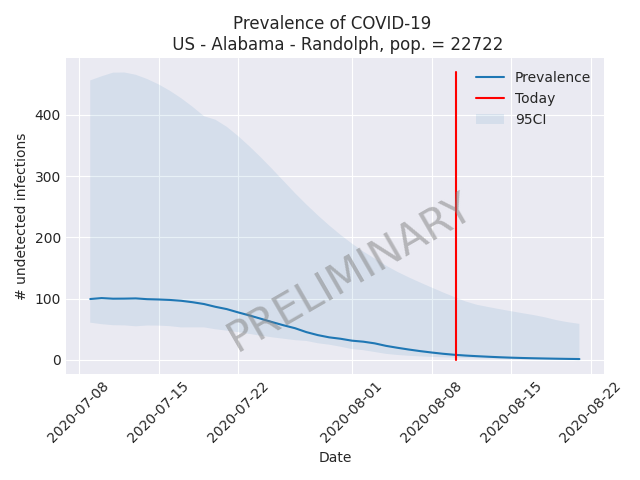 Prevalence of COVID-19
US - Alabama - Randolph, pop. = 22722
Prevalence
Today
95CI
PRELIMINARY
# undetected infections
400
300
200
100
0
2020-07-08
2020-07-15
2020-07-22
2020-08-01
2020-08-08
2020-08-15
2020-08-22
Date